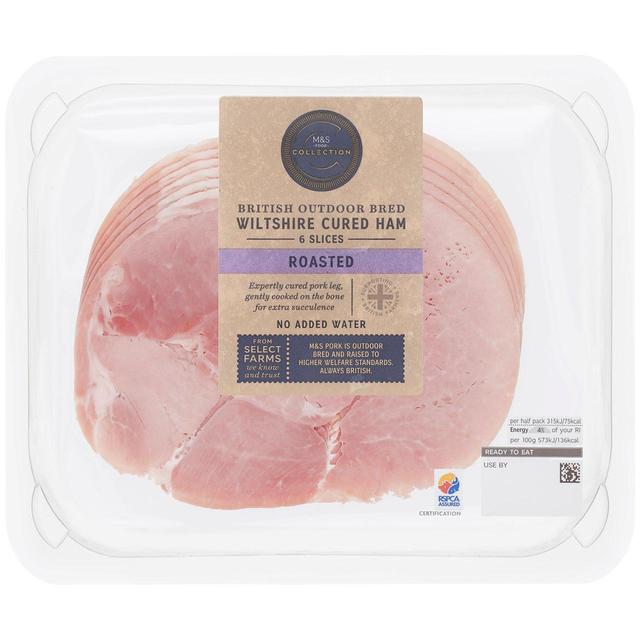 M&S
FOOD
COLLECTION
BRITISH OUTDOOR BRED
WILTSHIRE CURED HAM
6 SLICES
ROASTED
Expertly cured pork leg,
gently cooked on the bone
for extra succulence
NO ADDED WATER
FROM
SELECT
FARMS
we know
and trust
M&S PORK IS OUTDOOR
BRED AND RAISED TO
HIGHER WELFARE STANDARDS.
ALWAYS BRITISH.
per half pack 315kJ/75kcal
Energy 4% of your RI
per 100g 573kJ/136kcal
READY TO EAT
USE BY
RSPCA
ASSURED
CERTIFICATION